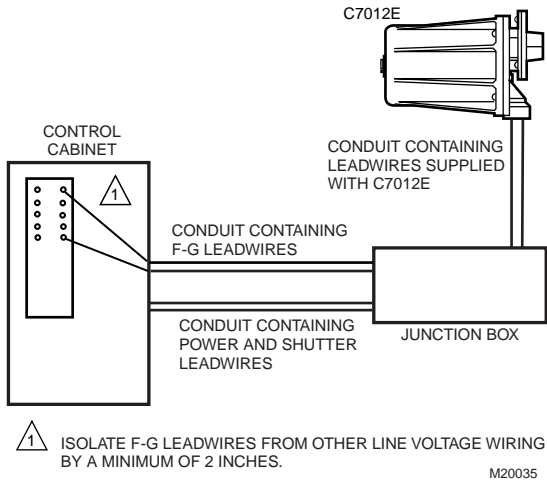 C7012E
CONTROL
CABINET
1
CONDUIT CONTAINING
LEADWIRES SUPPLIED
WITH C7012E
CONDUIT CONTAINING
F-G LEADWIRES
CONDUIT CONTAINING
POWER AND SHUTTER
LEADWIRES
JUNCTION BOX
1 ISOLATE F-G LEADWIRES FROM OTHER LINE VOLTAGE WIRING
BY A MINIMUM OF 2 INCHES.
M20035